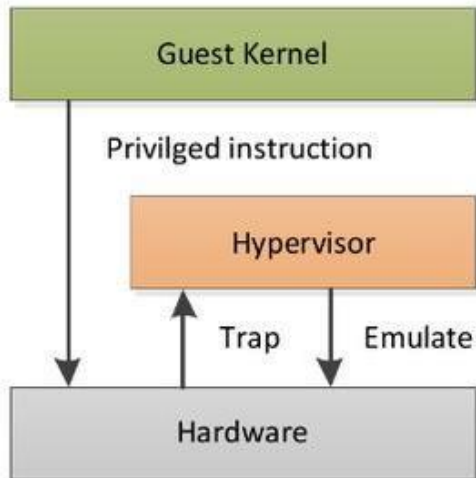 Guest Kernel
Privilged instruction
Hypervisor
Trap
Emulate
Hardware